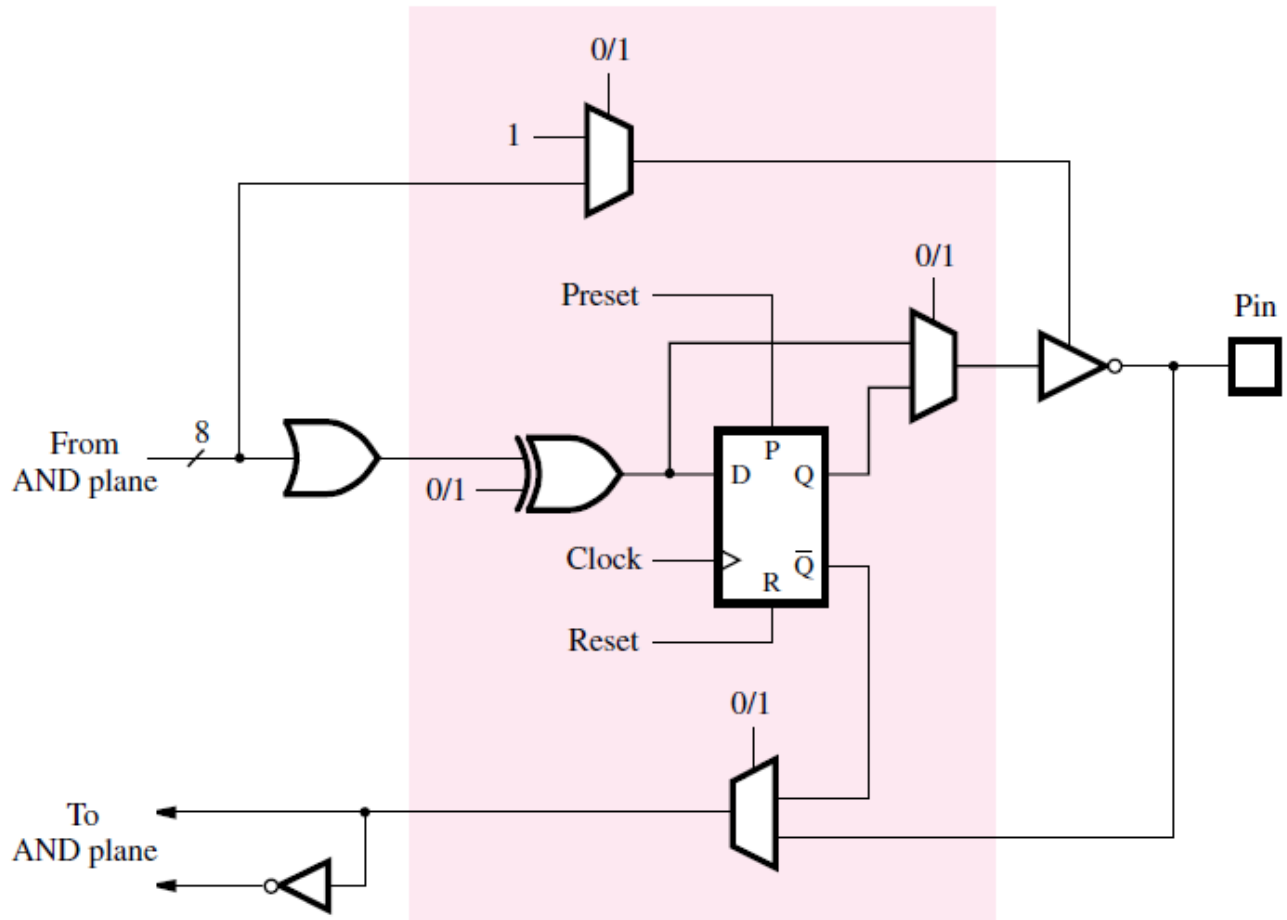 0/1
1
0/1
Preset
Pin
8
From
AND plane
P
D
Q
0/1
Clock
Q̅
R
Reset
0/1
To
AND plane